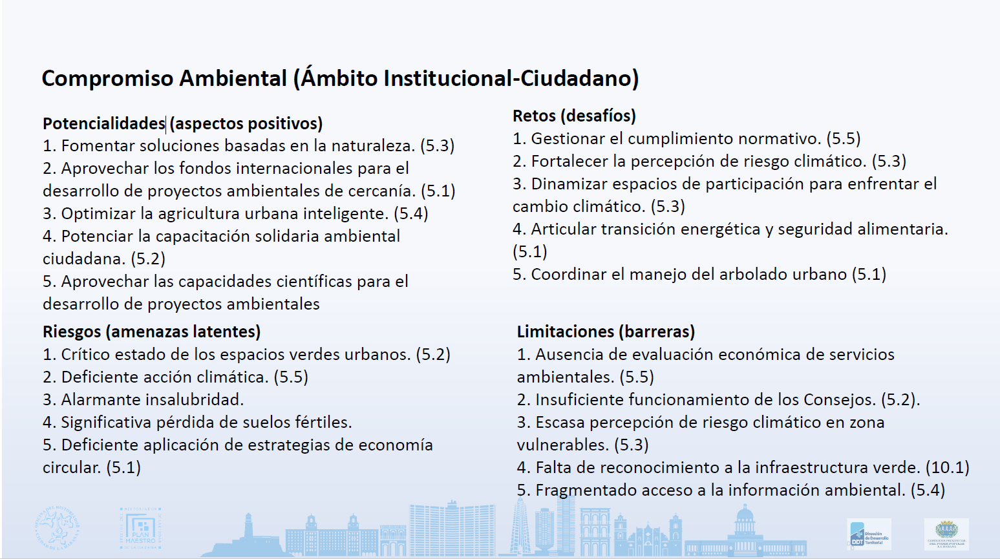 Compromiso Ambiental (Ámbito Institucional-Ciudadano)
Potencialidades (aspectos positivos)
1. Fomentar soluciones basadas en la naturaleza. (5.3)
2. Aprovechar los fondos internacionales para el
desarrollo de proyectos ambientales de cercanía. (5.1)
3. Optimizar la agricultura urbana inteligente. (5.4)
4. Potenciar la capacitación solidaria ambiental
ciudadana. (5.2)
5. Aprovechar las capacidades científicas para el
desarrollo de proyectos ambientales
Retos (desafíos)
1. Gestionar el cumplimiento normativo. (5.5)
2. Fortalecer la percepción de riesgo climático. (5.3)
3. Dinamizar espacios de participación para enfrentar el
cambio climático. (5.3)
4. Articular transición energética y seguridad alimentaria.
(5.1)
5. Coordinar el manejo del arbolado urbano (5.1)
Riesgos (amenazas latentes)
1. Crítico estado de los espacios verdes urbanos. (5.2)
2. Deficiente acción climática. (5.5)
3. Alarmante insalubridad.
4. Significativa pérdida de suelos fértiles.
5. Deficiente aplicación de estrategias de economía
circular. (5.1)
Limitaciones (barreras)
1. Ausencia de evaluación económica de servicios
ambientales. (5.5)
2. Insuficiente funcionamiento de los Consejos. (5.2).
3. Escasa percepción de riesgo climático en zona
vulnerables. (5.3)
4. Falta de reconocimiento a la infraestructura verde. (10.1)
5. Fragmentado acceso a la información ambiental. (5.4)
PLAN
MAESTRO
DDT
Dirección
de Desarrollo
Territorial
GOBIERNO PROVINCIAL
DEL PODER POPULAR
LA HABANA